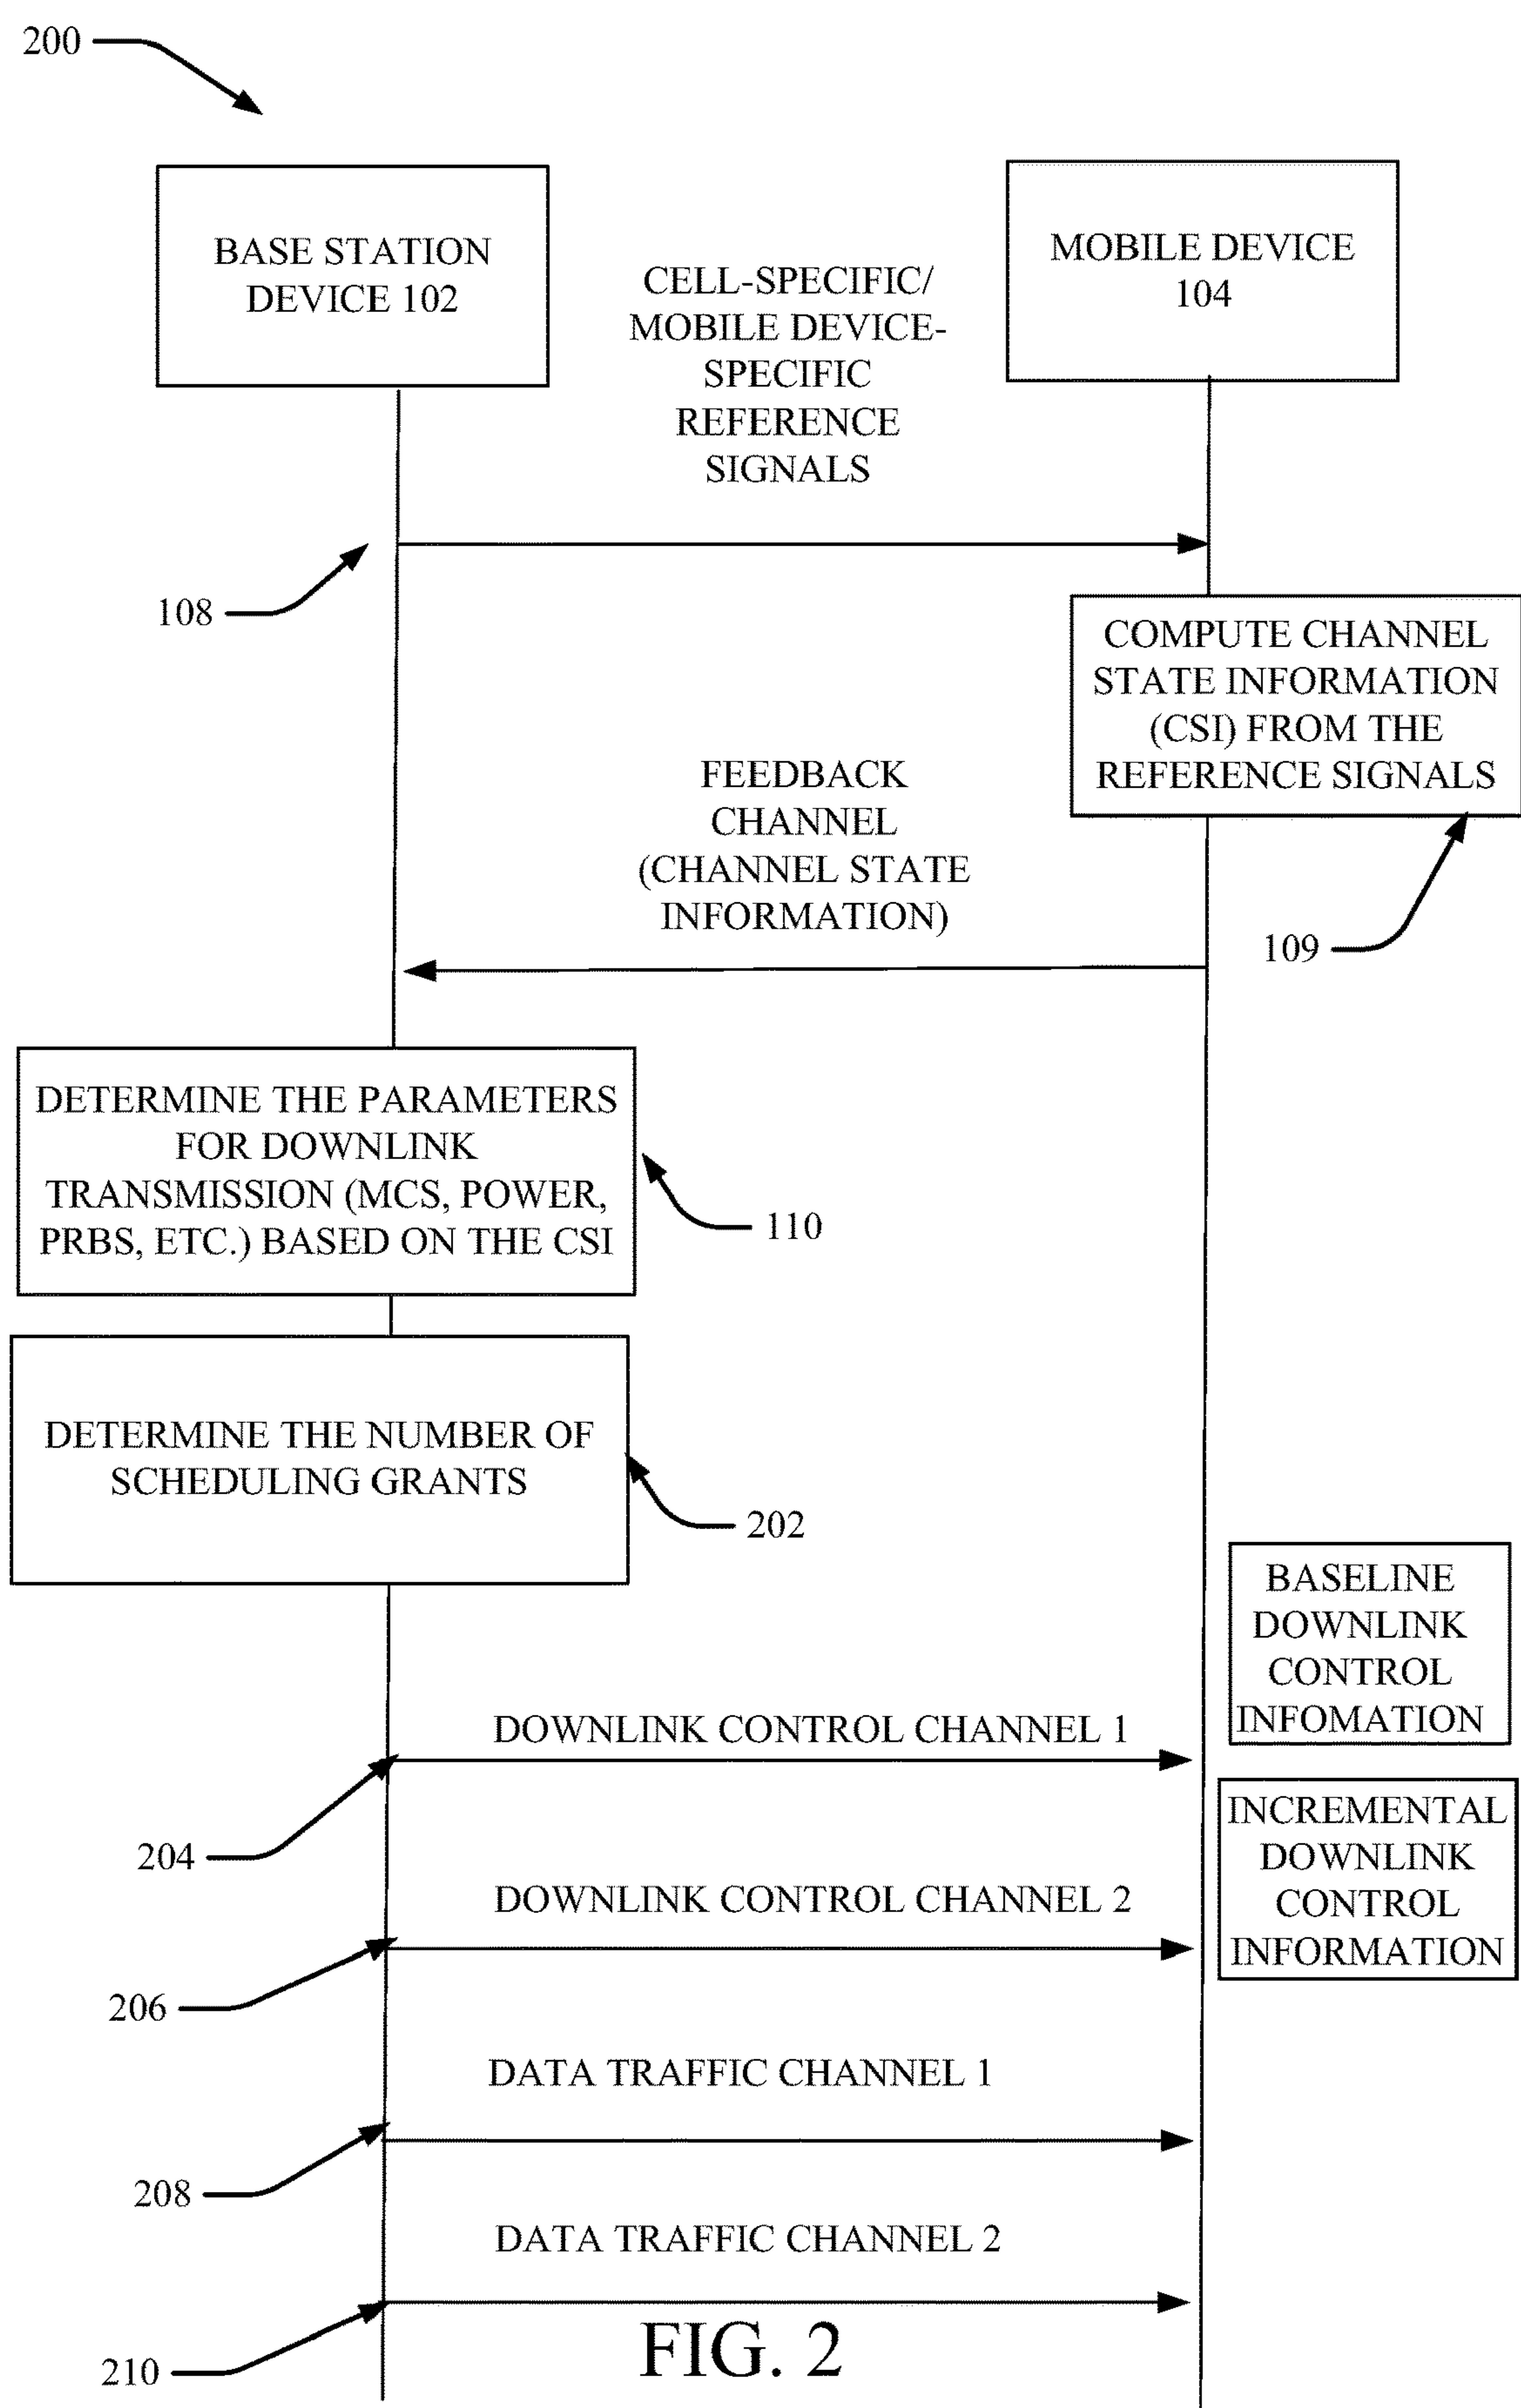 200
BASE STATION
DEVICE 102
MOBILE DEVICE
104
CELL-SPECIFIC/
MOBILE DEVICE-
SPECIFIC
REFERENCE
SIGNALS
108
COMPUTE CHANNEL
STATE INFORMATION
(CSI) FROM THE
REFERENCE SIGNALS
109
FEEDBACK
CHANNEL
(CHANNEL STATE
INFORMATION)
DETERMINE THE PARAMETERS
FOR DOWNLINK
TRANSMISSION (MCS, POWER,
PRBS, ETC.) BASED ON THE CSI
110
DETERMINE THE NUMBER OF
SCHEDULING GRANTS
202
BASELINE
DOWNLINK
CONTROL
INFOMATION
DOWNLINK CONTROL CHANNEL 1
204
INCREMENTAL
DOWNLINK
CONTROL
INFORMATION
DOWNLINK CONTROL CHANNEL 2
206
DATA TRAFFIC CHANNEL 1
208
DATA TRAFFIC CHANNEL 2
210
FIG. 2